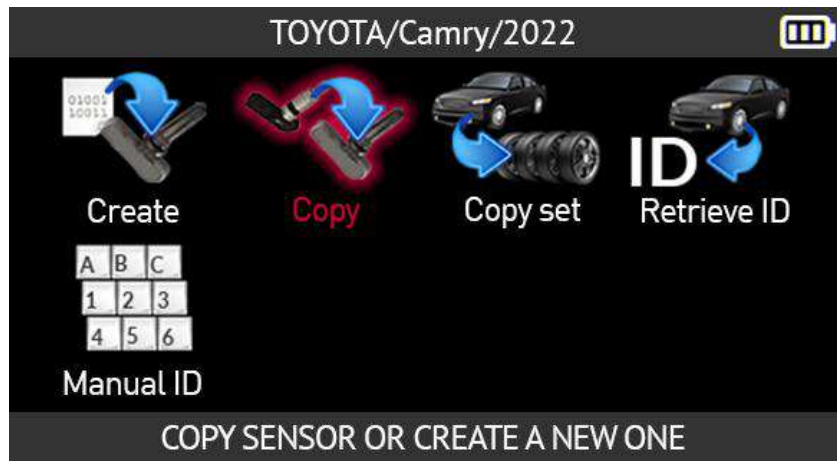 TOYOTA/Camry/2022
01001
10011
Create
Copy
Copy set
ID
Retrieve ID
A B C
1 2 3
4 5 6
Manual ID
COPY SENSOR OR CREATE A NEW ONE